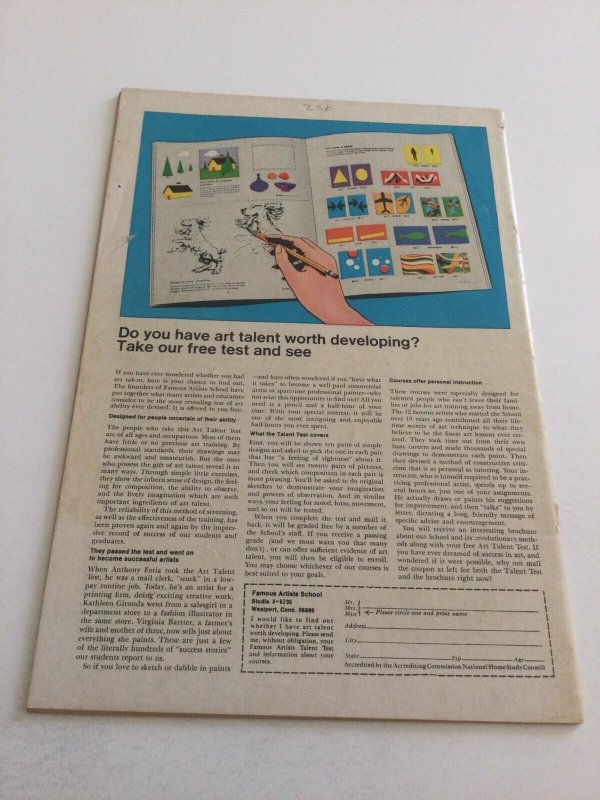 25¢
Do you have art talent worth developing?
Take our free test and see
If you have ever wondered whether you had
art talent, here is your chance to find out.
The founders of Famous Artists School have
put together what many artists and educators
consider to be the most revealing test of art
ability ever devised. It is offered to you free.
Designed for people uncertain of their ability
The people who take this Art Talent Test
are of all ages and occupations. Most of them
have little or no previous art training. By
professional standards, their drawings may
be awkward and amateurish. But the ones
who possess the gift of art talent reveal it in
many ways. Through simple little exercises,
they show the inborn sense of design, the feel-
ing for composition, the ability to observe,
and the lively imagination which are such
important ingredients of art talent.
The reliability of this method of screening,
as well as the effectiveness of the training, has
been proven again and again by the impres-
sive record of success of our students and
graduates.
They passed the test and went on
to become successful artists
When Anthony Fotia took the Art Talent
Test, he was a mail clerk, "stuck" in a low-
pay routine job. Today, he's an artist for a
printing firm, doing exciting creative work.
Kathleen Gironda went from a salesgirl in a
department store to a fashion illustrator in
the same store. Virginia Bartter, a farmer's
wife and mother of three, now sells just about
everything she paints. These are just a few
of the literally hundreds of "success stories"
our students report to us.
So if you love to sketch or dabble in paints
—and have often wondered if you "have what
it takes" to become a well-paid commercial
artist or sparetime professional painter—why
not seize this opportunity to find out? All you
need is a pencil and a half-hour of your
time. With your special interest, it will be
one of the most intriguing and enjoyable
half-hours you ever spent.
What the Talent Test covers
First, you will be shown ten pairs of simple
designs and asked to pick the one in each pair
that has "a feeling of rightness" about it.
Then you will see twenty pairs of pictures,
and check which composition in each pair is
more pleasing. You'll be asked to do original
sketches to demonstrate your imagination
and powers of observation. And in similar
ways, your feeling for mood, form, movement,
and so on will be tested.
When you complete the test and mail it
back, it will be graded free by a member of
the School's staff. If you receive a passing
grade (and we must warn you that many
don't), or can offer sufficient evidence of art
talent, you will then be eligible to enroll.
You may choose whichever of our courses is
best suited to your goals.
Courses offer personal instruction
These courses were especially designed for
talented people who can't leave their fami-
lies or jobs for art training away from home.
The 12 famous artists who started the School
over 19 years ago contributed all their life-
time secrets of art technique to what they
believe to be the finest art lessons ever cre-
ated. They took time out from their own
busy careers and made thousands of special
drawings to demonstrate each point. Then
they devised a method of constructive criti-
cism that is as personal as tutoring. Your in-
structor, who is himself required to be a prac-
ticing professional artist, spends up to sev-
eral hours on just one of your assignments.
He actually draws or paints his suggestions
for improvement, and then "talks" to you by
letter, dictating a long, friendly message of
specific advice and encouragement.
You will receive an interesting brochure
about our School and its revolutionary meth-
ods along with your free Art Talent Test. If
you have ever dreamed of success in art, and
wondered if it were possible, why not mail
the coupon at left for both the Talent Test
and the brochure right now?
Famous Artists School
Studio
Westport, Conn. 06880
I would like to find out
whether I have art talent
worth developing. Please send
me, without obligation, your
Famous Artists Talent Test
and information about your
courses.
Mr.
Mrs.
Miss
Please circle one and print name
Address
City
State Zip Age
Accredited by the Accrediting Commission National Home Study Council